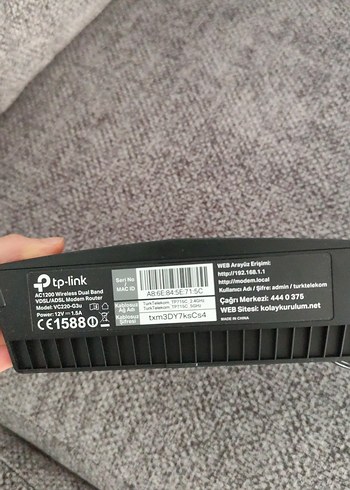 tp-link
AC1200 Wireless Dual Band
VDSL/ADSL Modem Router
Model: VC220-G3u
Power: 12V ⎓ 1.5A
CE1588
Seri No
MAC ID
A8:6E:84:5E:71:5C
Kablosuz
Ağ Adı
TurkTelekom_TP715C_2.4GHz
TurkTelekom_TP715C_5GHz
Kablosuz
Şifresi
txm3DY7ksCs4
WEB Arayüz Erişimi:
http://192.168.1.1
http://modem.local
Kullanıcı Adı / Şifre: admin / turktelekom
Çağrı Merkezi: 444 0 375
WEB Sitesi: kolaykurulum.net
MADE IN CHINA